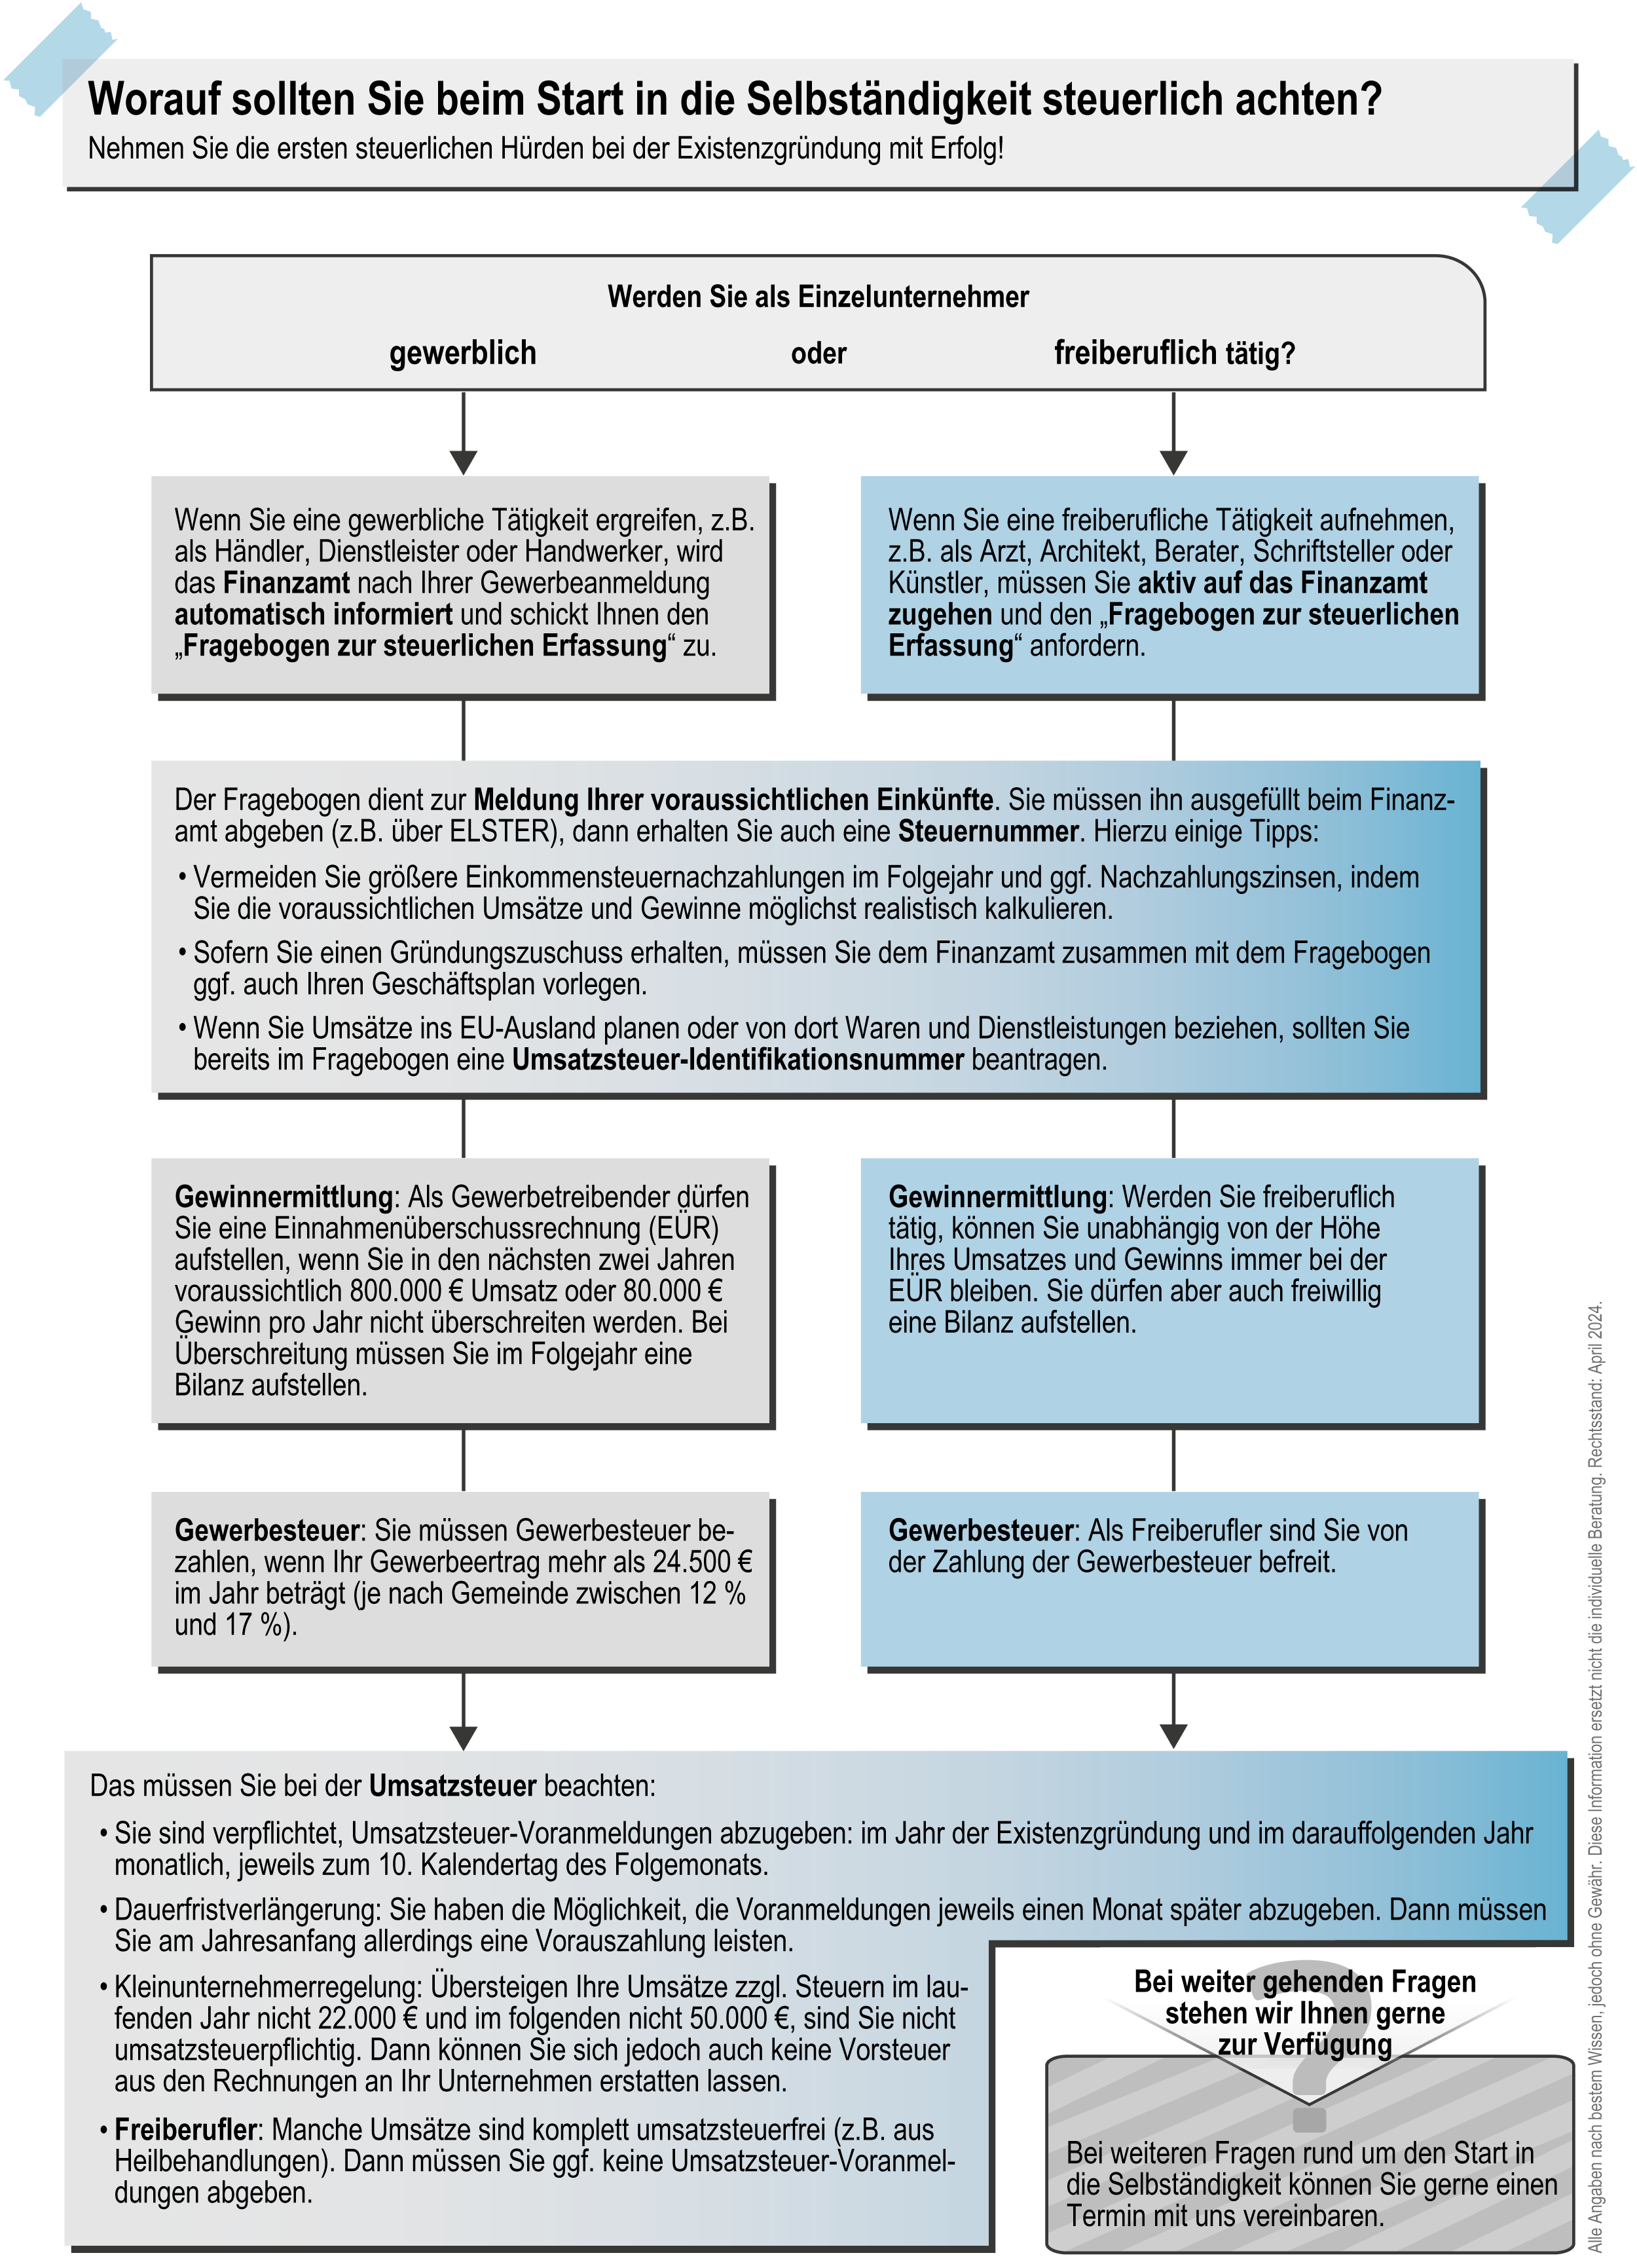 Worauf sollten Sie beim Start in die Selbständigkeit steuerlich achten?
Nehmen Sie die ersten steuerlichen Hürden bei der Existenzgründung mit Erfolg!
Werden Sie als Einzelunternehmer
gewerblich oder freiberuflich tätig?
Wenn Sie eine gewerbliche Tätigkeit ergreifen, z.B.
als Händler, Dienstleister oder Handwerker, wird
das Finanzamt nach Ihrer Gewerbeanmeldung
automatisch informiert und schickt Ihnen den
„Fragebogen zur steuerlichen Erfassung“ zu.
Wenn Sie eine freiberufliche Tätigkeit aufnehmen,
z.B. als Arzt, Architekt, Berater, Schriftsteller oder
Künstler, müssen Sie aktiv auf das Finanzamt
zugehen und den „Fragebogen zur steuerlichen
Erfassung“ anfordern.
Der Fragebogen dient zur Meldung Ihrer voraussichtlichen Einkünfte. Sie müssen ihn ausgefüllt beim Finanz-
amt abgeben (z.B. über ELSTER), dann erhalten Sie auch eine Steuernummer. Hierzu einige Tipps:
• Vermeiden Sie größere Einkommensteuernachzahlungen im Folgejahr und ggf. Nachzahlungszinsen, indem
Sie die voraussichtlichen Umsätze und Gewinne möglichst realistisch kalkulieren.
• Sofern Sie einen Gründungszuschuss erhalten, müssen Sie dem Finanzamt zusammen mit dem Fragebogen
ggf. auch Ihren Geschäftsplan vorlegen.
• Wenn Sie Umsätze ins EU-Ausland planen oder von dort Waren und Dienstleistungen beziehen, sollten Sie
bereits im Fragebogen eine Umsatzsteuer-Identifikationsnummer beantragen.
Gewinnermittlung: Als Gewerbetreibender dürfen
Sie eine Einnahmenüberschussrechnung (EÜR)
aufstellen, wenn Sie in den nächsten zwei Jahren
voraussichtlich 800.000 € Umsatz oder 80.000 €
Gewinn pro Jahr nicht überschreiten werden. Bei
Überschreitung müssen Sie im Folgejahr eine
Bilanz aufstellen.
Gewinnermittlung: Werden Sie freiberuflich
tätig, können Sie unabhängig von der Höhe
Ihres Umsatzes und Gewinns immer bei der
EÜR bleiben. Sie dürfen aber auch freiwillig
eine Bilanz aufstellen.
Gewerbesteuer: Sie müssen Gewerbesteuer be-
zahlen, wenn Ihr Gewerbeertrag mehr als 24.500 €
im Jahr beträgt (je nach Gemeinde zwischen 12 %
und 17 %).
Gewerbesteuer: Als Freiberufler sind Sie von
der Zahlung der Gewerbesteuer befreit.
Das müssen Sie bei der Umsatzsteuer beachten:
• Sie sind verpflichtet, Umsatzsteuer-Voranmeldungen abzugeben: im Jahr der Existenzgründung und im darauffolgenden Jahr
monatlich, jeweils zum 10. Kalendertag des Folgemonats.
• Dauerfristverlängerung: Sie haben die Möglichkeit, die Voranmeldungen jeweils einen Monat später abzugeben. Dann müssen
Sie am Jahresanfang allerdings eine Vorauszahlung leisten.
• Kleinunternehmerregelung: Übersteigen Ihre Umsätze zzgl. Steuern im lau-
fenden Jahr nicht 22.000 € und im folgenden nicht 50.000 €, sind Sie nicht
umsatzsteuerpflichtig. Dann können Sie sich jedoch auch keine Vorsteuer
aus den Rechnungen an Ihr Unternehmen erstatten lassen.
• Freiberufler: Manche Umsätze sind komplett umsatzsteuerfrei (z.B. aus
Heilbehandlungen). Dann müssen Sie ggf. keine Umsatzsteuer-Voranmel-
dungen abgeben.
?
Bei weiter gehenden Fragen
stehen wir Ihnen gerne
zur Verfügung
Bei weiteren Fragen rund um den Start in
die Selbständigkeit können Sie gerne einen
Termin mit uns vereinbaren.
Alle Angaben nach bestem Wissen, jedoch ohne Gewähr. Diese Information ersetzt nicht die individuelle Beratung. Rechtsstand: April 2024.